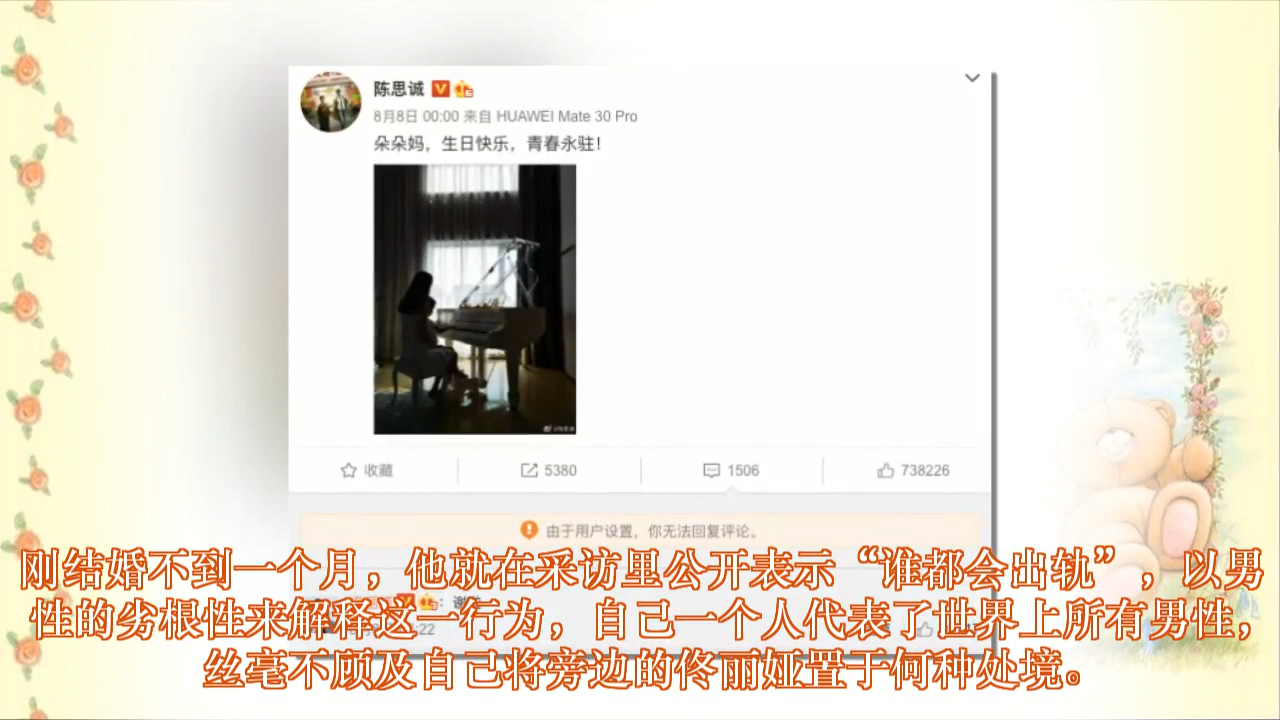 陈思诚
8月8日 00:00 来自 HUAWEI Mate 30 Pro
朵朵妈，生日快乐，青春永驻！
收藏
5380
1506
738226
由于用户设置，你无法回复评论。
刚结婚不到一个月，他就在采访里公开表示“谁都会出轨”，以男
性的劣根性来解释这一行为，自己一个人代表了世界上所有男性，
丝毫不顾及自己将旁边的佟丽娅置于何种处境。